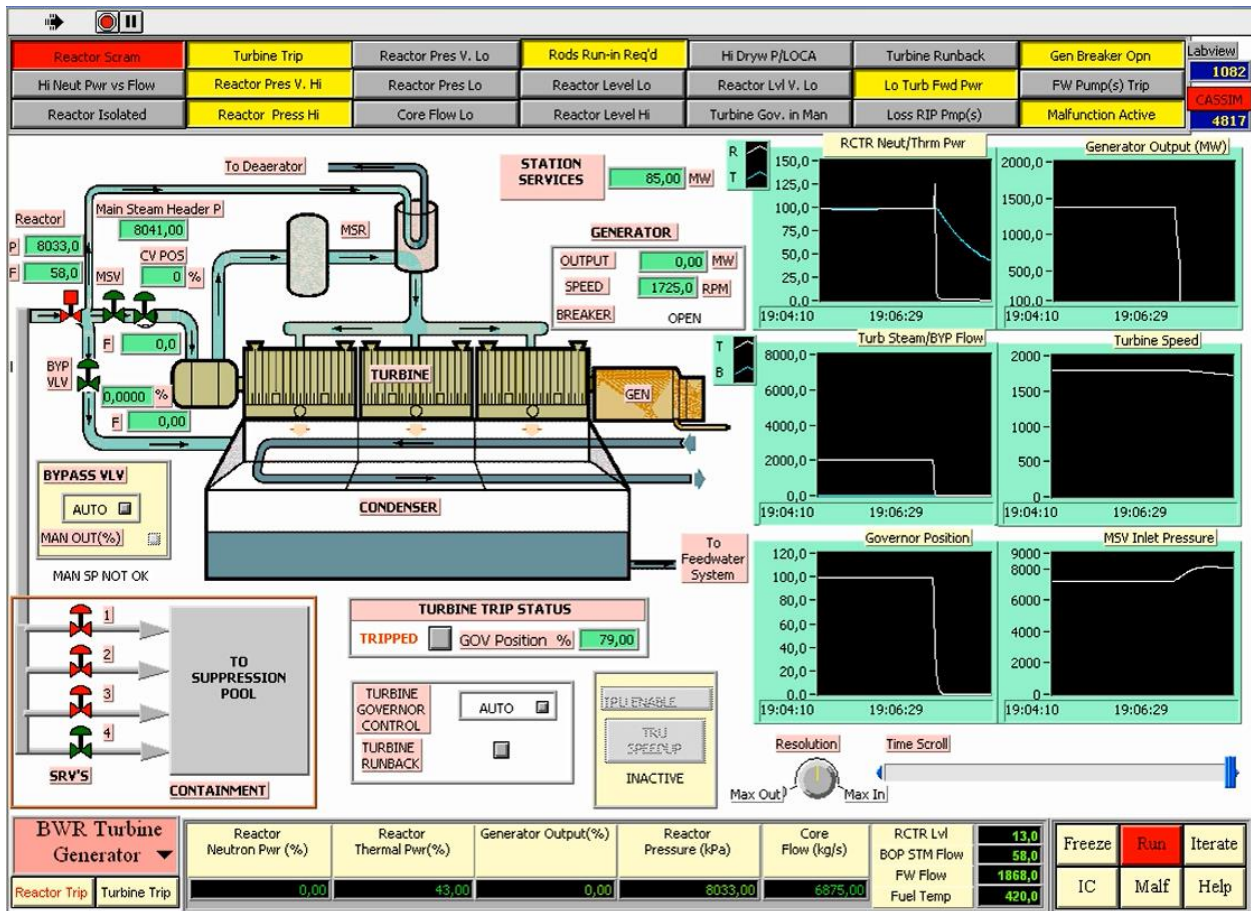 Reactor Scram
Turbine Trip
Reactor Pres V. Lo
Rods Run-in Req'd
Hi Dryw P/LOCA
Turbine Runback
Gen Breaker Opn
Labview
1082
Hi Neut Pwr vs Flow
Reactor Pres V. Hi
Reactor Pres Lo
Reactor Level Lo
Reactor Lvl V. Lo
Lo Turb Fwd Pwr
FW Pump(s) Trip
CASSIM
4817
Reactor Isolated
Reactor Press Hi
Core Flow Lo
Reactor Level Hi
Turbine Gov. in Man
Loss RIP Pmp(s)
Malfunction Active
To Deaerator
STATION
SERVICES
85,00 MW
Reactor
P 8033,0
F 58,0
Main Steam Header P
8041,00
CV POS
0 %
MSV
MSR
F 0,0
BYP
VLV
0,0000 %
F 0,00
GENERATOR
OUTPUT 0,00 MW
SPEED 1725,0 RPM
BREAKER OPEN
TURBINE
GEN
CONDENSER
To
Feedwater
System
BYPASS VLV
AUTO
MAN OUT(%)
MAN SP NOT OK
1
2
3
4
SRV'S
TO
SUPPRESSION
POOL
CONTAINMENT
TURBINE TRIP STATUS
TRIPPED GOV Position % 79,00
TURBINE
GOVERNOR
CONTROL
AUTO
TURBINE
RUNBACK
TRU SPEEDUP
INACTIVE
RCTR Neut/Thrm Pwr
R
T
150,0
125,0
100,0
75,0
50,0
25,0
0,0
19:04:10 19:06:29
Generator Output (MW)
2000,0
1500,0
1000,0
500,0
100,0
19:04:10 19:06:29
Turb Steam/BYP Flow
T
B
8000,0
6000,0
4000,0
2000,0
0,0
19:04:10 19:06:29
Turbine Speed
2000
1500
1000
500
0
19:04:10 19:06:29
Governor Position
120,0
100,0
80,0
60,0
40,0
20,0
0,0
19:04:10 19:06:29
MSV Inlet Pressure
9000
8000
6000
4000
2000
0
19:04:10 19:06:29
Resolution
Max Out
Max In
Time Scroll
BWR Turbine
Generator
Reactor Trip
Turbine Trip
Reactor
Neutron Pwr (%)
0,00
Reactor
Thermal Pwr(%)
43,00
Generator Output(%)
0,00
Reactor
Pressure (kPa)
8033,00
Core
Flow (kg/s)
6875,00
RCTR Lvl 13,0
BOP STM Flow 58,0
FW Flow 1868,0
Fuel Temp 420,0
Freeze
Run
Iterate
IC
Malf
Help